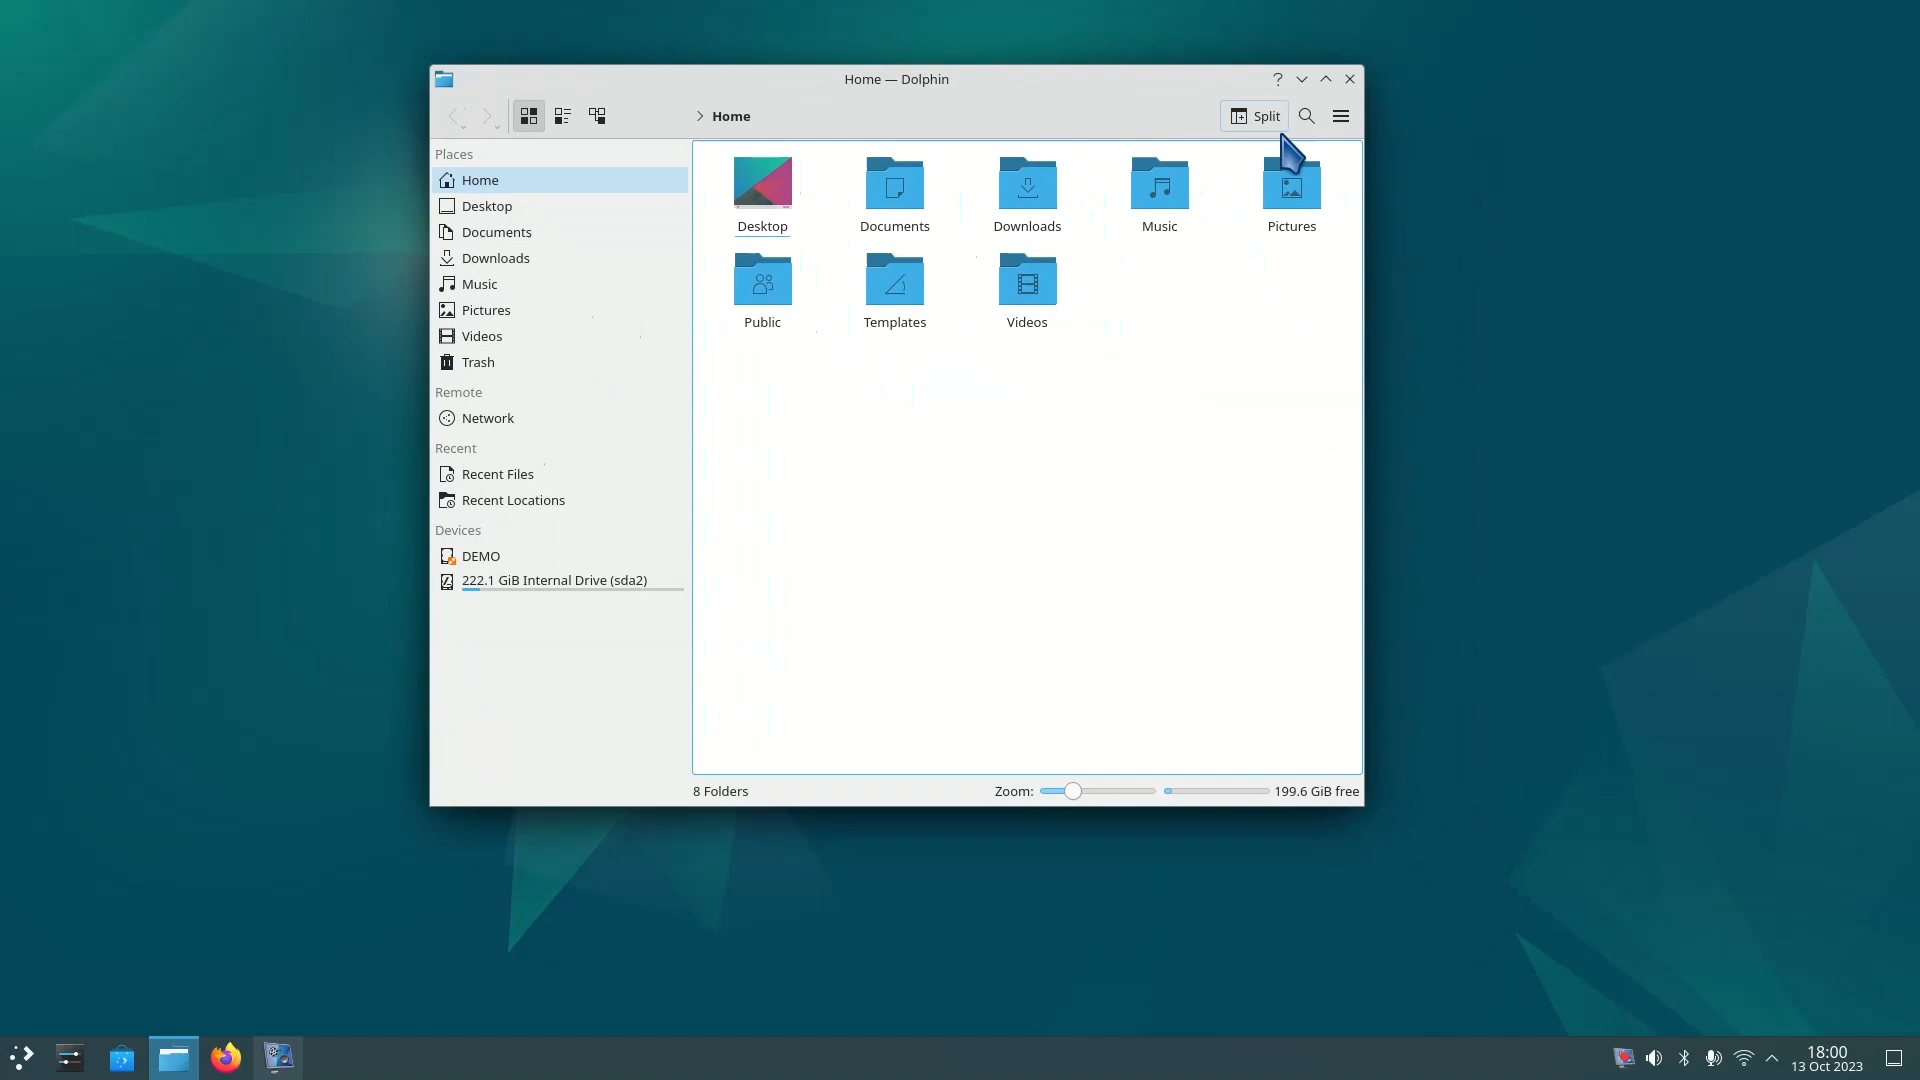 Home — Dolphin
Home
Split
Places
Home
Desktop
Documents
Downloads
Music
Pictures
Videos
Trash
Remote
Network
Recent
Recent Files
Recent Locations
Devices
DEMO
222.1 GiB Internal Drive (sda2)
Desktop
Documents
Downloads
Music
Pictures
Public
Templates
Videos
8 Folders
Zoom:
199.6 GiB free
18:00
13 Oct 2023